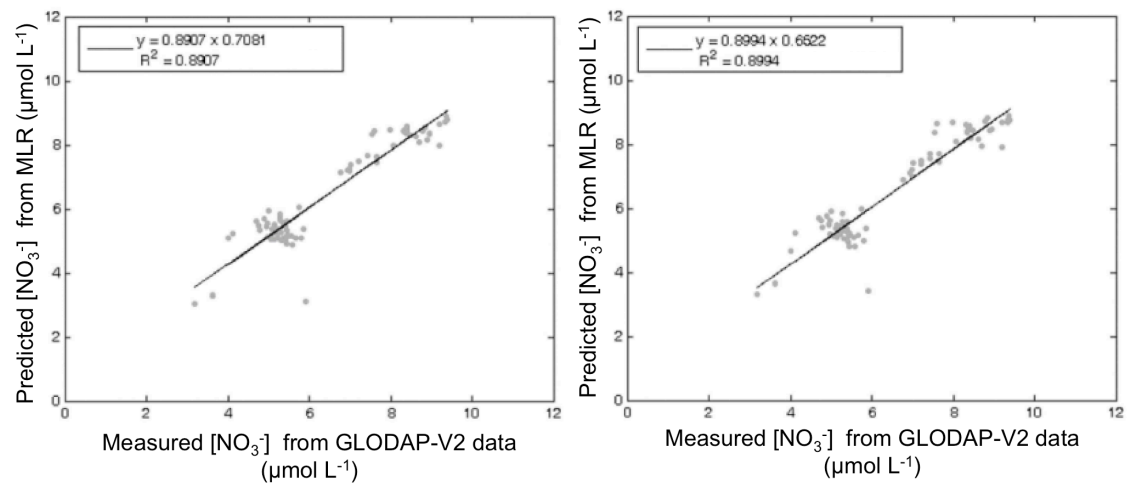 y = 0.8907 x 0.7081
R² = 0.8907
12
10
8
6
4
2
0
0 2 4 6 8 10 12
Predicted [NO₃⁻] from MLR (µmol L⁻¹)
Measured [NO₃⁻] from GLODAP-V2 data
(µmol L⁻¹)
y = 0.8994 x 0.6522
R² = 0.8994
12
10
8
6
4
2
0
0 2 4 6 8 10 12
Predicted [NO₃⁻] from MLR (µmol L⁻¹)
Measured [NO₃⁻] from GLODAP-V2 data
(µmol L⁻¹)